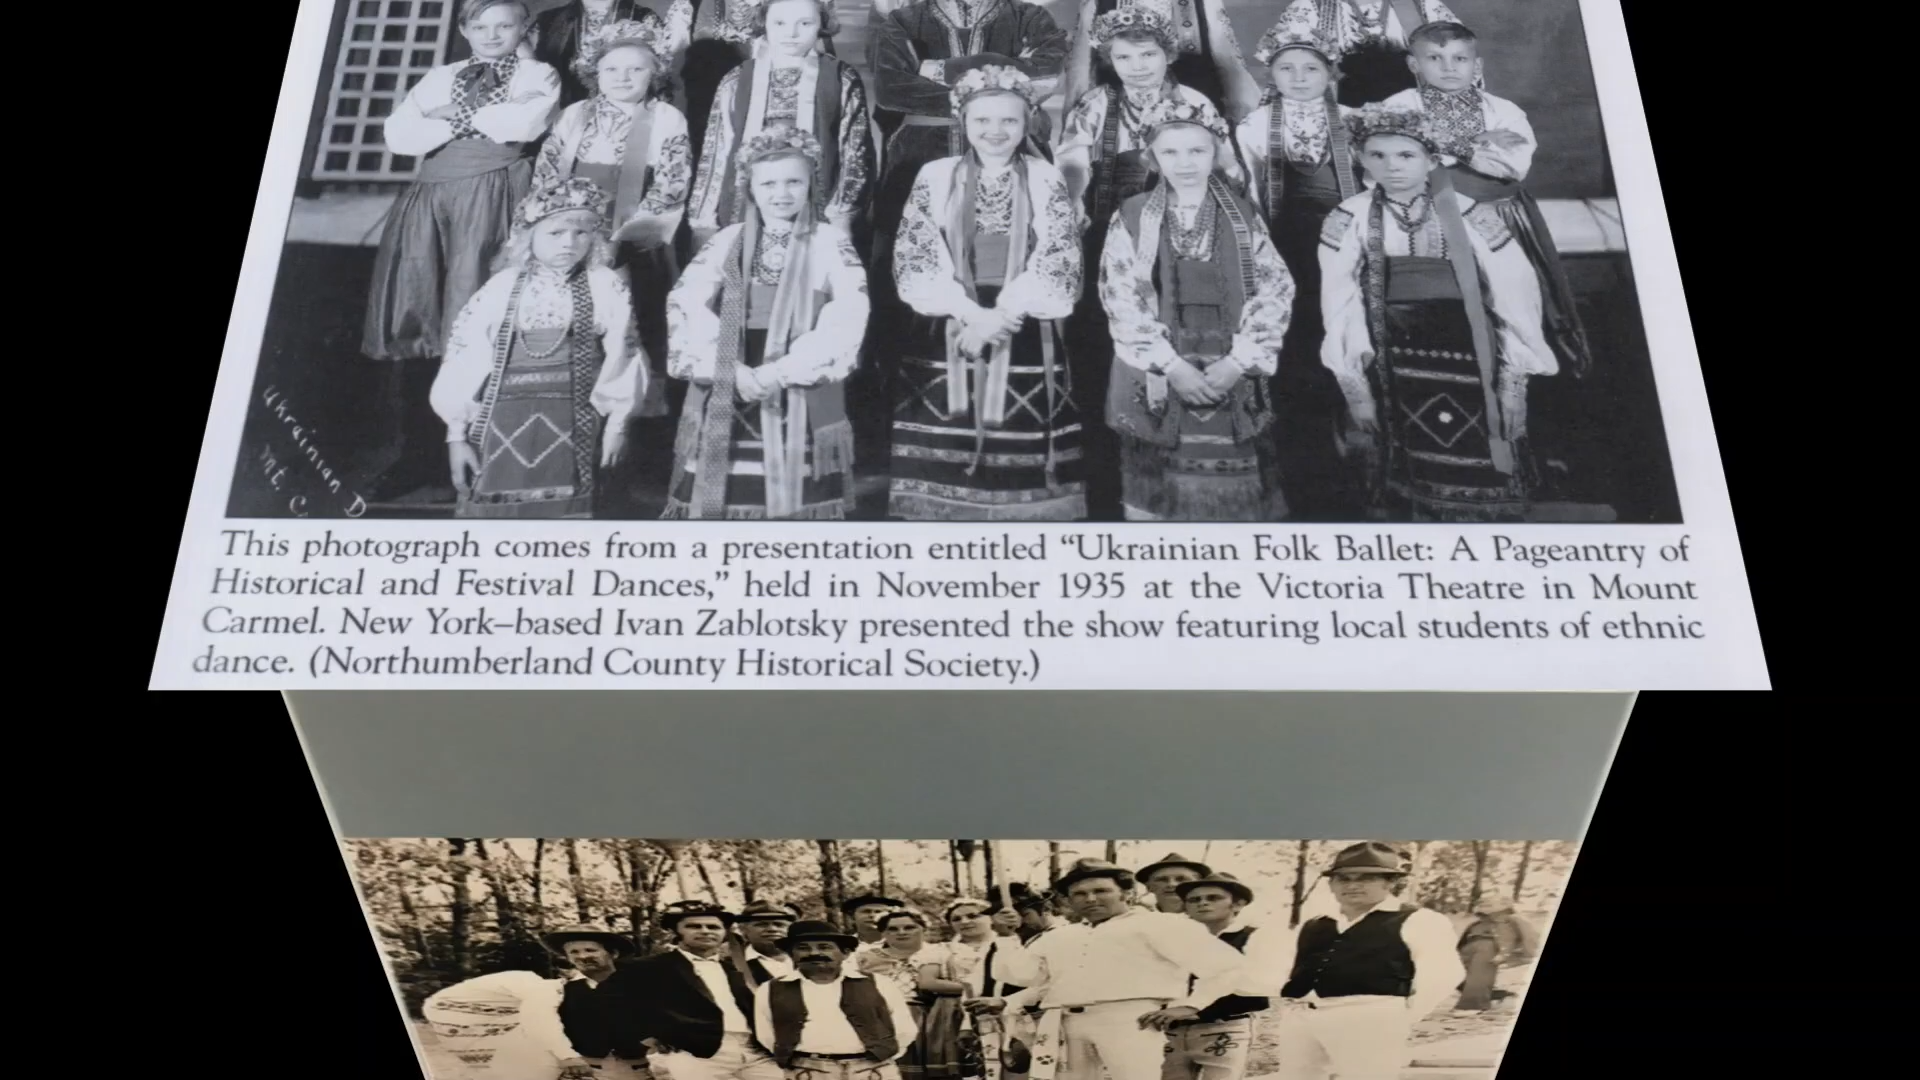 Ukrainian D
Mt. C.
This photograph comes from a presentation entitled “Ukrainian Folk Ballet: A Pageantry of
Historical and Festival Dances,” held in November 1935 at the Victoria Theatre in Mount
Carmel. New York–based Ivan Zablotsky presented the show featuring local students of ethnic
dance. (Northumberland County Historical Society.)